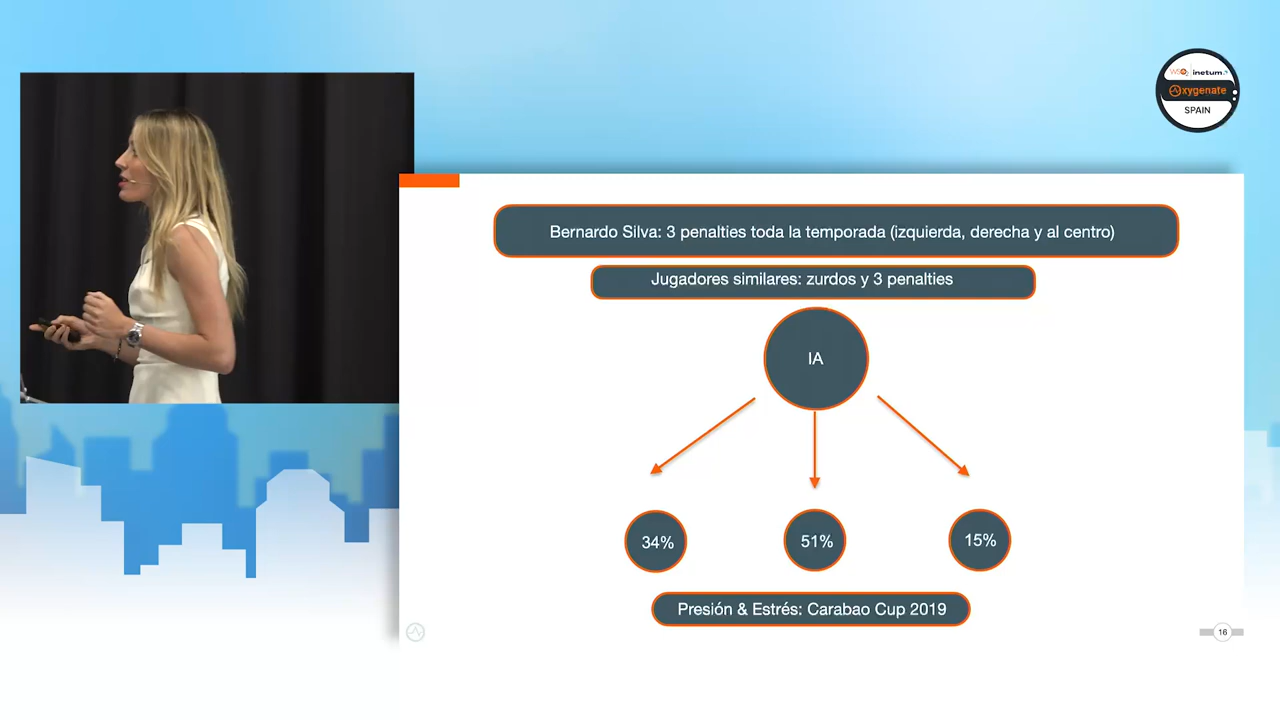 WSO2 inetum.
Oxygenate
SPAIN
Bernardo Silva: 3 penalties toda la temporada (izquierda, derecha y al centro)
Jugadores similares: zurdos y 3 penalties
IA
34%
51%
15%
Presión & Estrés: Carabao Cup 2019
16